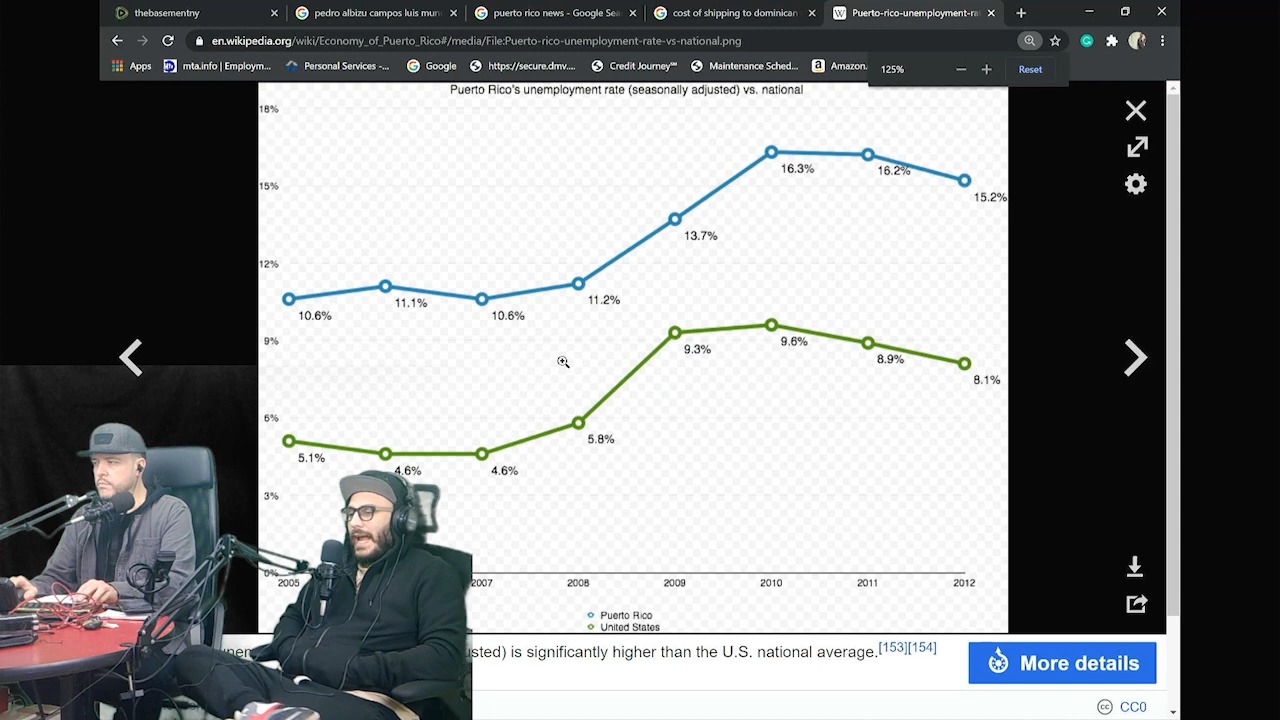 thebasementny
pedro albizu campos luis mun
puerto rico news - Google Sea
cost of shipping to dominican
Puerto-rico-unemployment-ra
en.wikipedia.org/wiki/Economy_of_Puerto_Rico#/media/File:Puerto-rico-unemployment-rate-vs-national.png
Apps
mta.info | Employm...
Personal Services -...
Google
https://secure.dmv....
Credit Journey℠
Maintenance Sched...
Amazon.
125%
Reset
Puerto Rico's unemployment rate (seasonally adjusted) vs. national
18%
15%
12%
9%
6%
3%
0%
16.3%
16.2%
15.2%
13.7%
10.6%
11.1%
10.6%
11.2%
9.3%
9.6%
8.9%
8.1%
5.1%
4.6%
4.6%
5.8%
2005
2007
2008
2009
2010
2011
2012
Puerto Rico
United States
sted) is significantly higher than the U.S. national average.[153][154]
More details
CC0